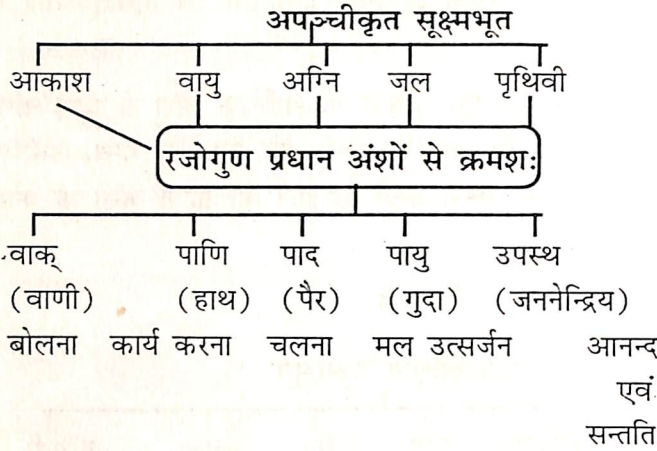 अपञ्चीकृत सूक्ष्मभूत
आकाश वायु अग्नि जल पृथिवी
रजोगुण प्रधान अंशों से क्रमशः
वाक् पाणि पाद पायु उपस्थ
(वाणी) (हाथ) (पैर) (गुदा) (जननेन्द्रिय)
बोलना कार्य करना चलना मल उत्सर्जन आनन्द
एवं
सन्तति